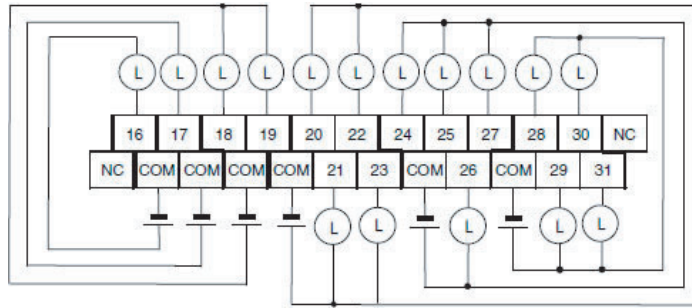 L L L L L L L L L L L
16 17 18 19 20 22 24 25 27 28 30 NC
NC COM COM COM COM 21 23 COM 26 COM 29 31
L L L L L